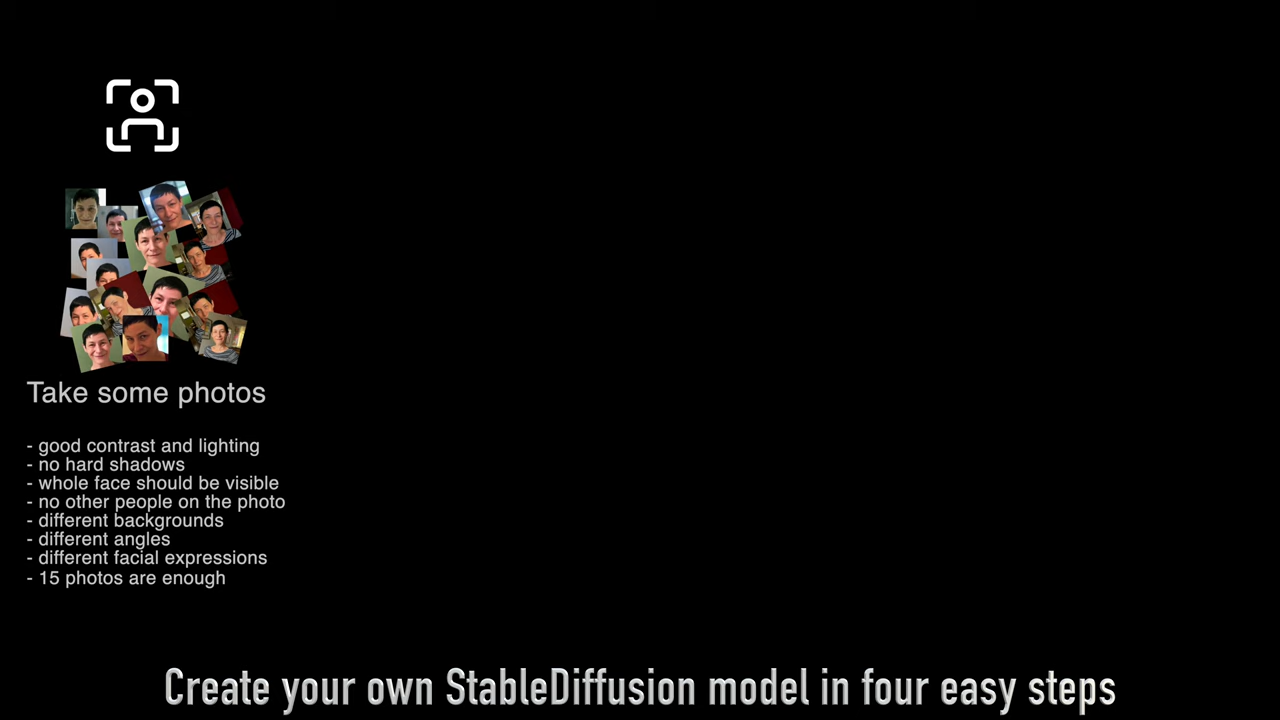 Take some photos
- good contrast and lighting
- no hard shadows
- whole face should be visible
- no other people on the photo
- different backgrounds
- different angles
- different facial expressions
- 15 photos are enough
Create your own StableDiffusion model in four easy steps